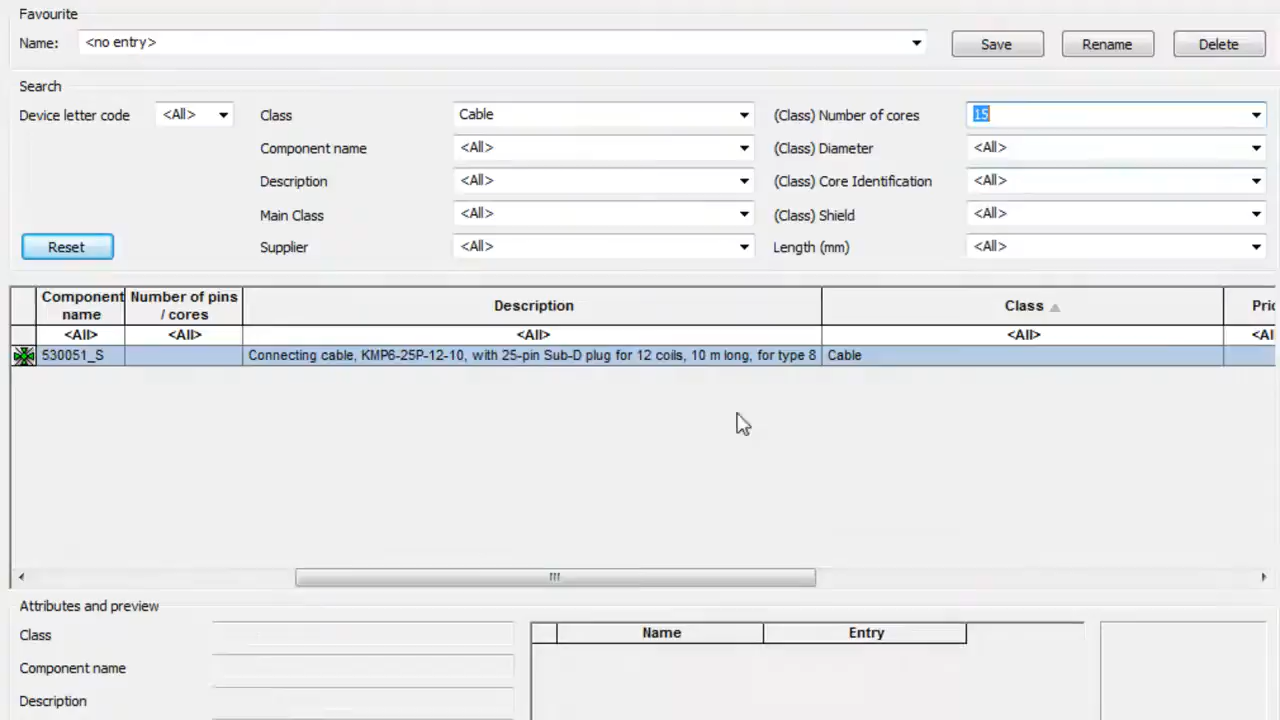 Favourite
Name: <no entry> Save Rename Delete
Search
Device letter code <All> Class Cable (Class) Number of cores 15
Component name <All> (Class) Diameter <All>
Description <All> (Class) Core Identification <All>
Main Class <All> (Class) Shield <All>
Reset Supplier <All> Length (mm) <All>
Component name Number of pins / cores Description Class
<All> <All> <All> <All>
530051_S Connecting cable, KMP6-25P-12-10, with 25-pin Sub-D plug for 12 coils, 10 m long, for type 8 Cable
Attributes and preview
Class Name Entry
Component name
Description